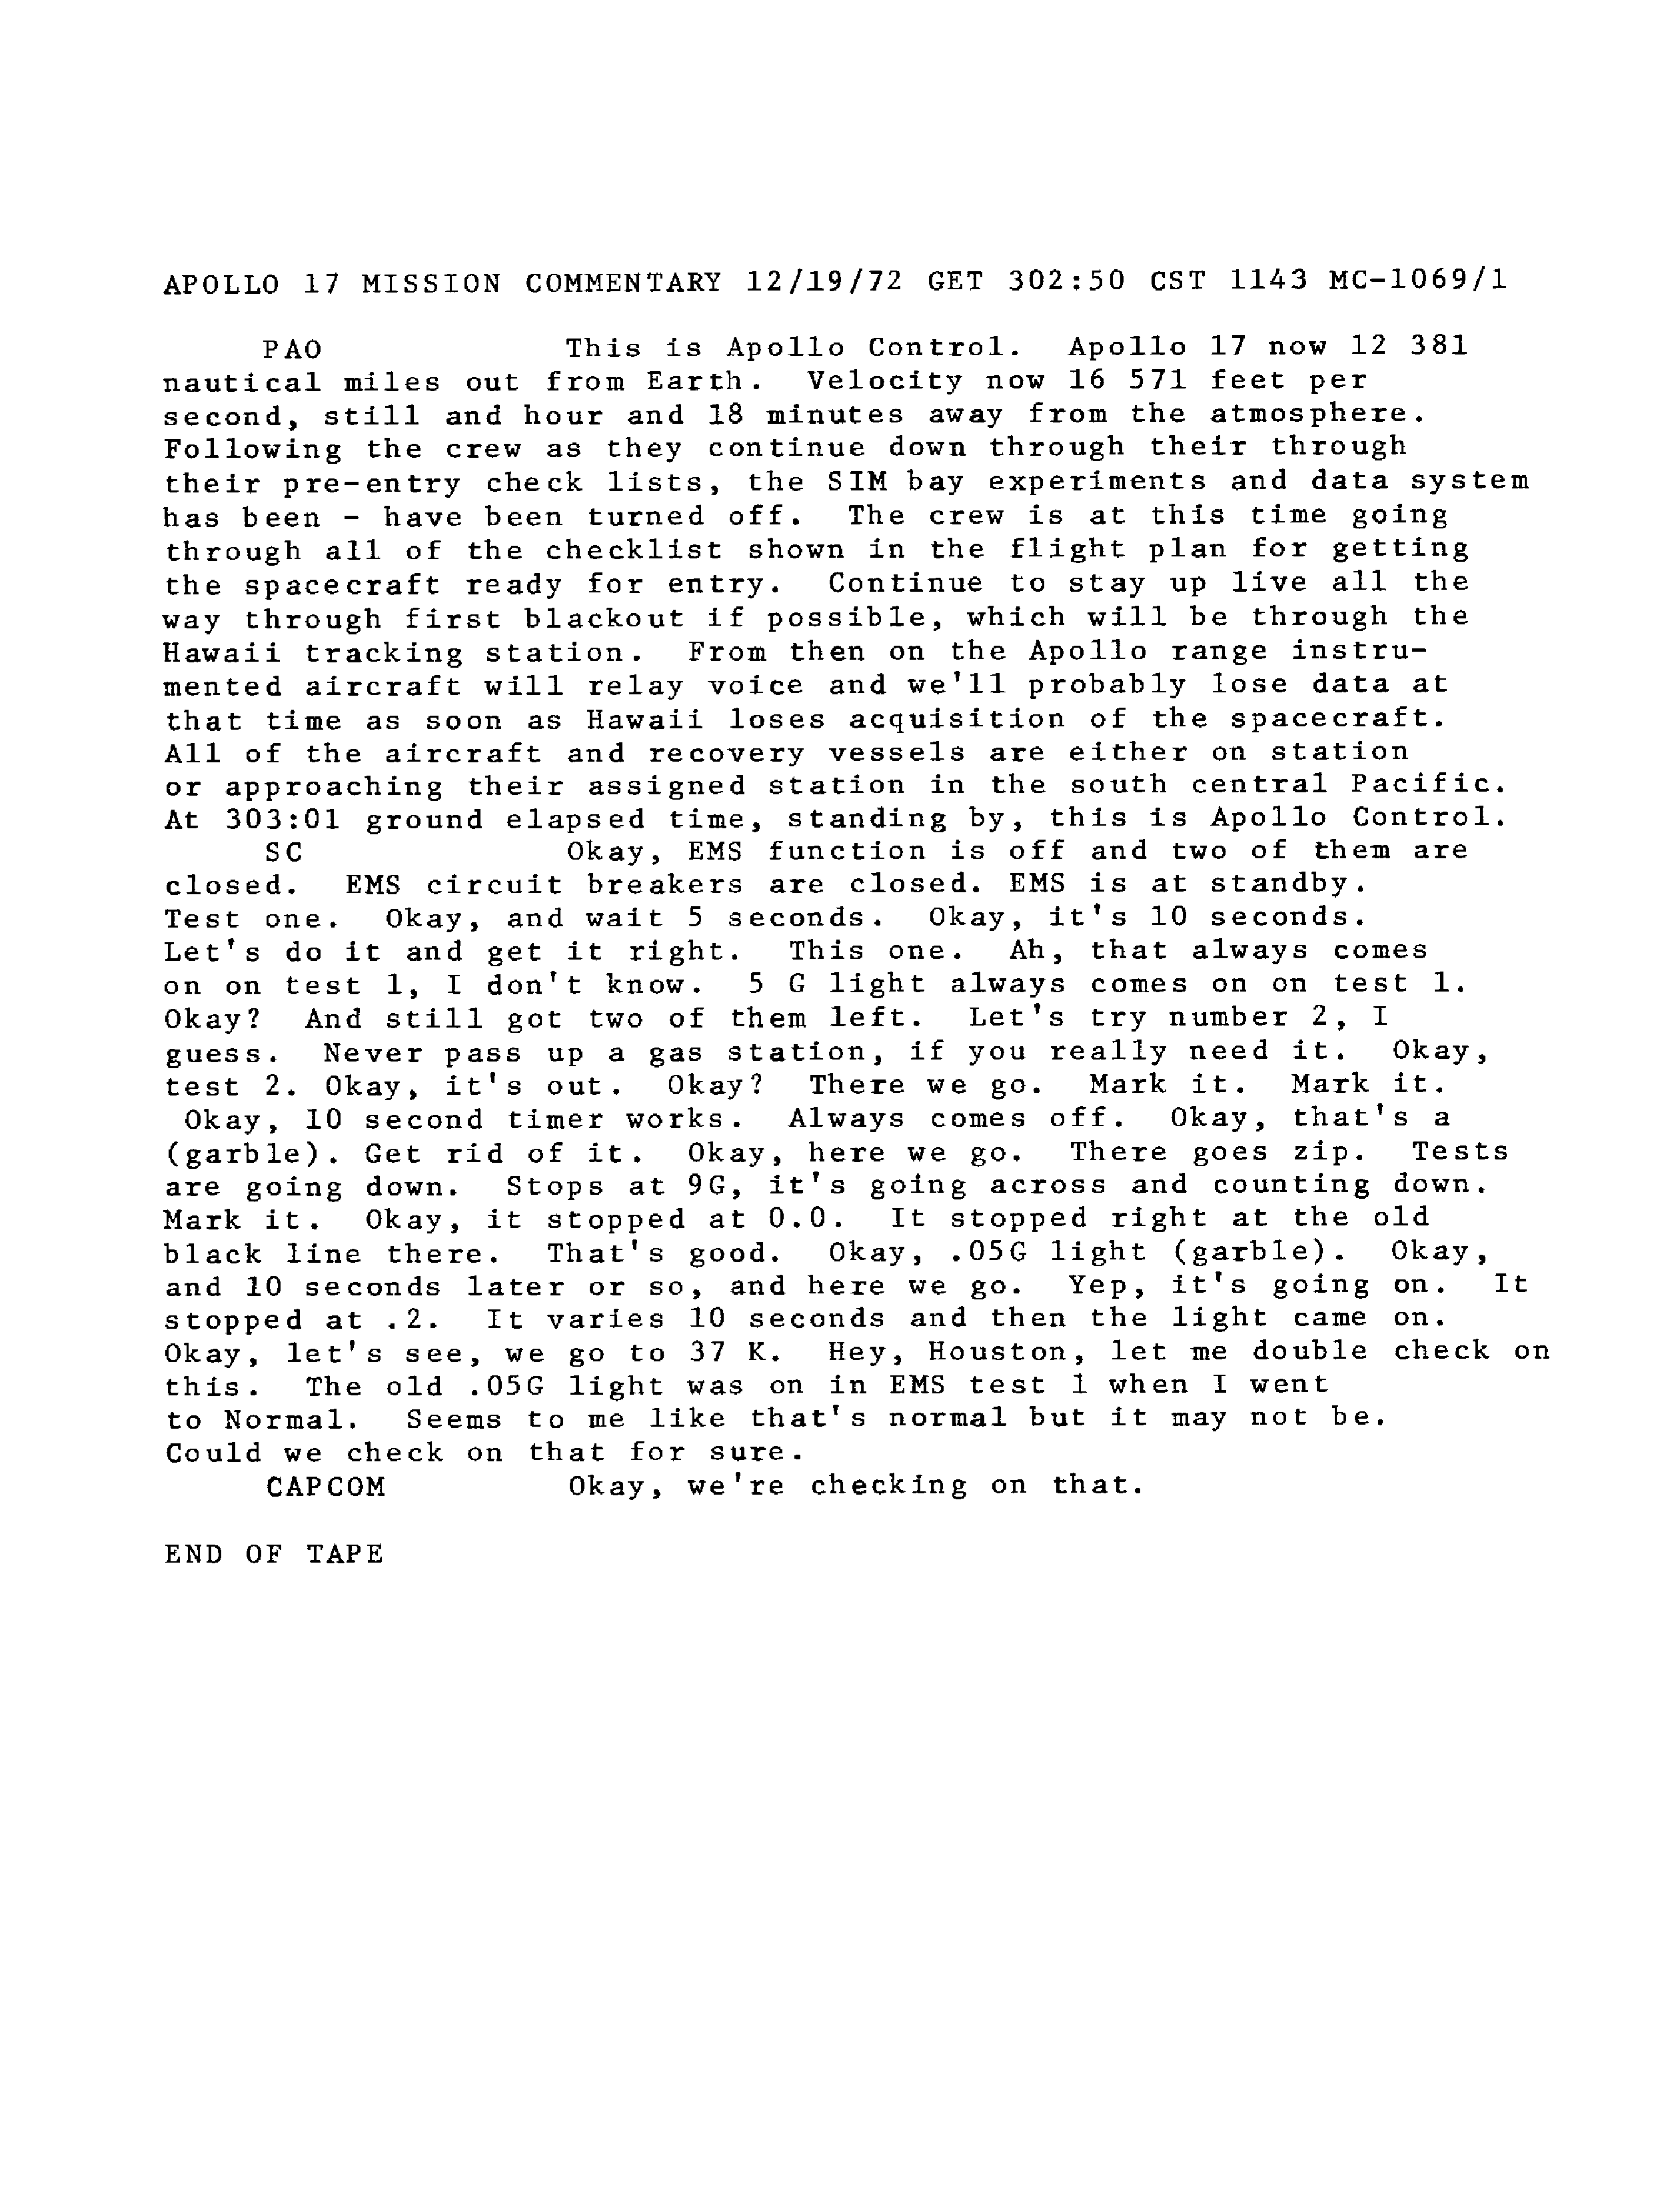 APOLLO 17 MISSION COMMENTARY 12/19/72 GET 302:50 CST 1143 MC-1069/1
PAO This is Apollo Control. Apollo 17 now 12 381
nautical miles out from Earth. Velocity now 16 571 feet per
second, still and hour and 18 minutes away from the atmosphere.
Following the crew as they continue down through their through
their pre-entry check lists, the SIM bay experiments and data system
has been - have been turned off. The crew is at this time going
through all of the checklist shown in the flight plan for getting
the spacecraft ready for entry. Continue to stay up live all the
way through first blackout if possible, which will be through the
Hawaii tracking station. From then on the Apollo range instru-
mented aircraft will relay voice and we'll probably lose data at
that time as soon as Hawaii loses acquisition of the spacecraft.
All of the aircraft and recovery vessels are either on station
or approaching their assigned station in the south central Pacific.
At 303:01 ground elapsed time, standing by, this is Apollo Control.
SC Okay, EMS function is off and two of them are
closed. EMS circuit breakers are closed. EMS is at standby.
Test one. Okay, and wait 5 seconds. Okay, it's 10 seconds.
Let's do it and get it right. This one. Ah, that always comes
on on test 1, I don't know. 5 G light always comes on on test 1.
Okay? And still got two of them left. Let's try number 2, I
guess. Never pass up a gas station, if you really need it. Okay,
test 2. Okay, it's out. Okay? There we go. Mark it. Mark it.
Okay, 10 second timer works. Always comes off. Okay, that's a
(garble). Get rid of it. Okay, here we go. There goes zip. Tests
are going down. Stops at 9G, it's going across and counting down.
Mark it. Okay, it stopped at 0.0. It stopped right at the old
black line there. That's good. Okay, .05G light (garble). Okay,
and 10 seconds later or so, and here we go. Yep, it's going on. It
stopped at .2. It varies 10 seconds and then the light came on.
Okay, let's see, we go to 37 K. Hey, Houston, let me double check on
this. The old .05G light was on in EMS test 1 when I went
to Normal. Seems to me like that's normal but it may not be.
Could we check on that for sure.
CAPCOM Okay, we're checking on that.
END OF TAPE